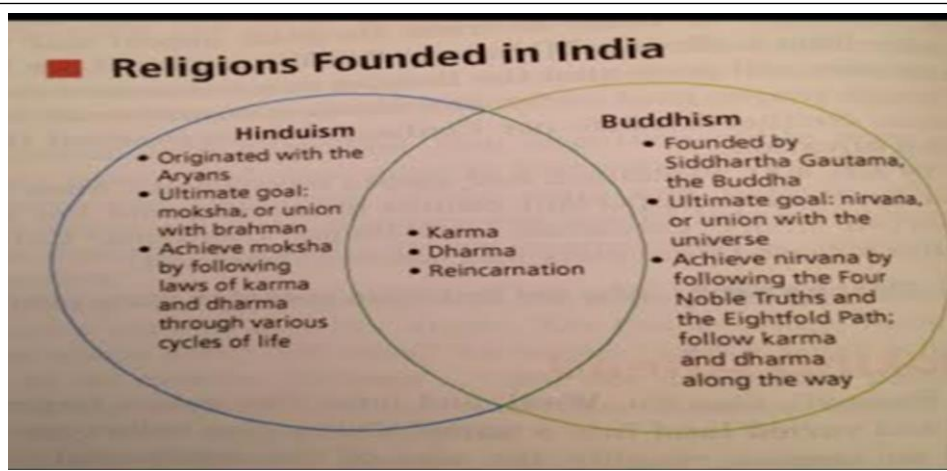 Religions Founded in India
Hinduism
• Originated with the
Aryans
• Ultimate goal:
moksha, or union
with brahman
• Achieve moksha
by following
laws of karma
and dharma
through various
cycles of life
• Karma
• Dharma
• Reincarnation
Buddhism
• Founded by
Siddhartha Gautama,
the Buddha
• Ultimate goal: nirvana,
or union with the
universe
• Achieve nirvana by
following the Four
Noble Truths and
the Eightfold Path;
follow karma
and dharma
along the way